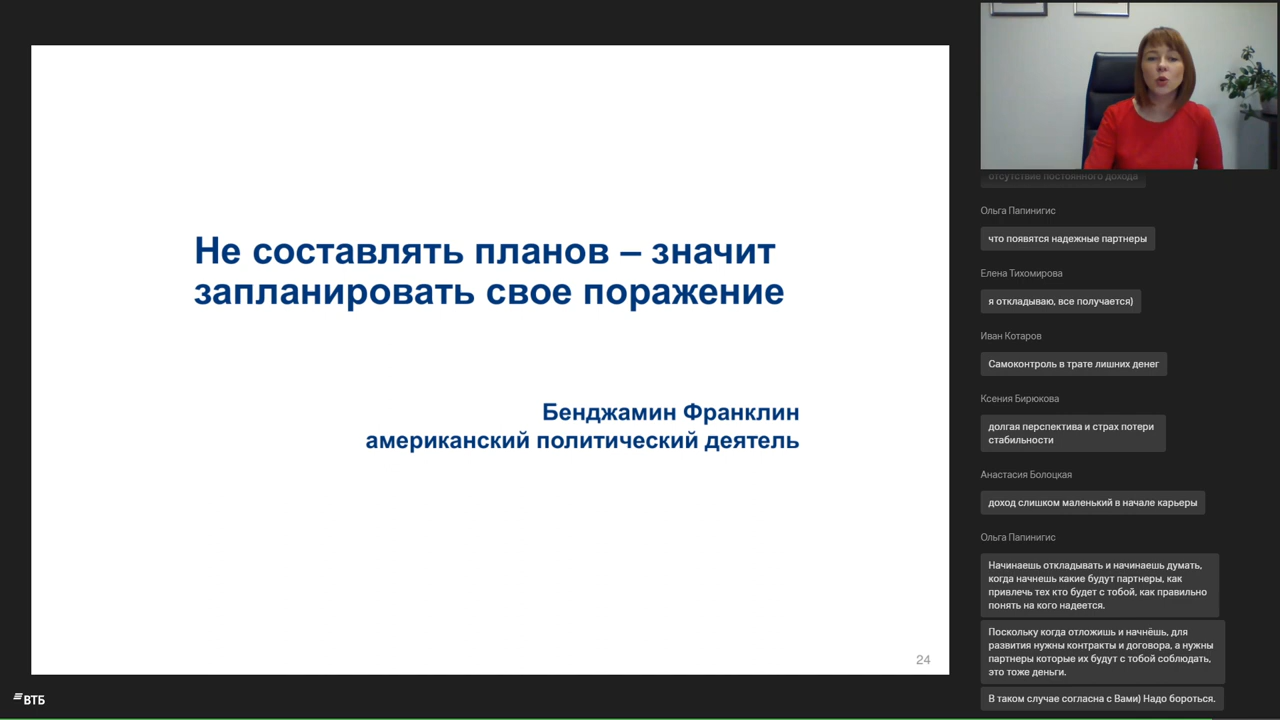 Не составлять планов – значит
запланировать свое поражение
Бенджамин Франклин
американский политический деятель
24
ВТБ
отсутствие постоянного дохода
Ольга Папинигис
что появятся надежные партнеры
Елена Тихомирова
я откладываю, все получается)
Иван Котаров
Самоконтроль в трате лишних денег
Ксения Бирюкова
долгая перспектива и страх потери
стабильности
Анастасия Болоцкая
доход слишком маленький в начале карьеры
Ольга Папинигис
Начинаешь откладывать и начинаешь думать,
когда начнешь какие будут партнеры, как
привлечь тех кто будет с тобой, как правильно
понять на кого надеется.
Поскольку когда отложишь и начнёшь, для
развития нужны контракты и договора, а нужны
партнеры которые их будут с тобой соблюдать,
это тоже деньги.
В таком случае согласна с Вами) Надо бороться.